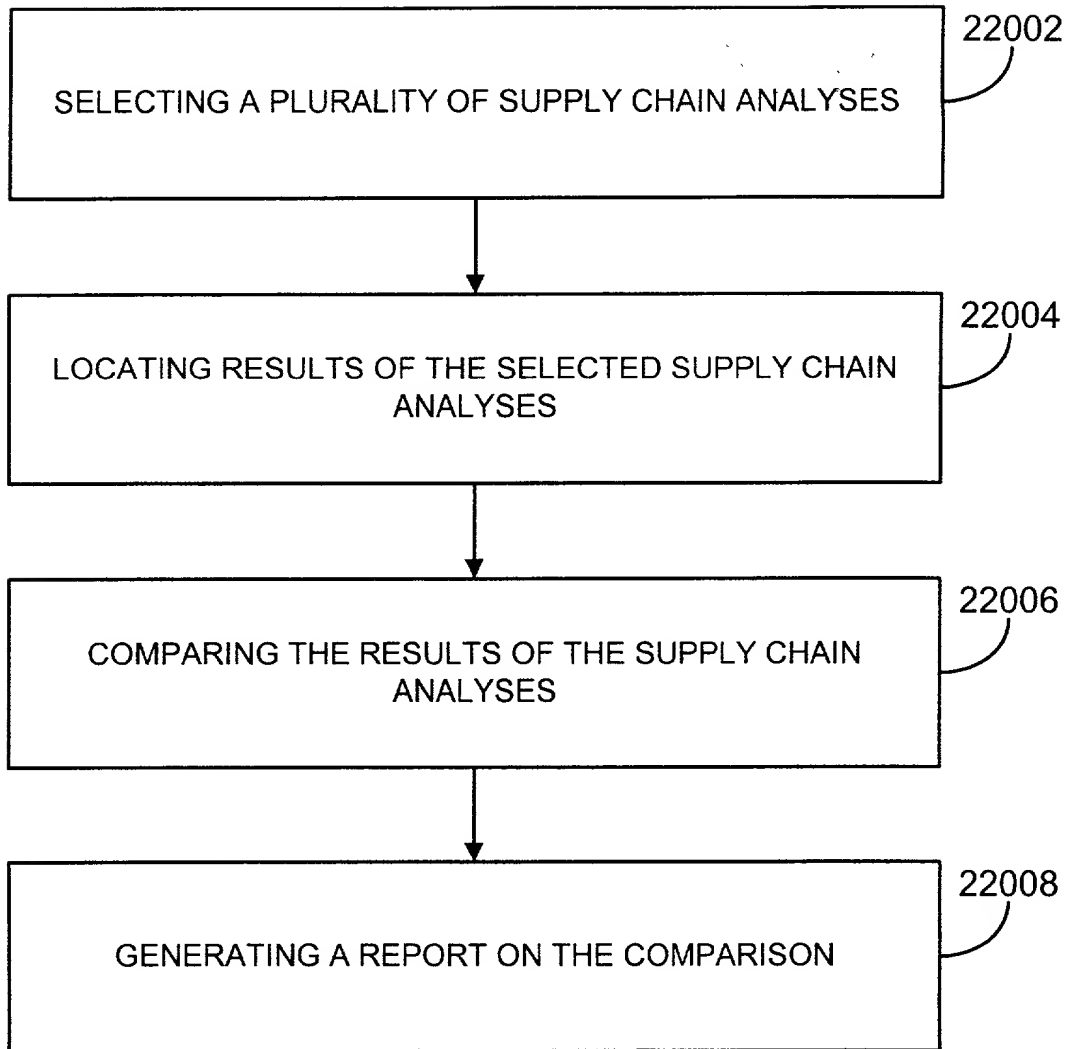 22002
SELECTING A PLURALITY OF SUPPLY CHAIN ANALYSES
22004
LOCATING RESULTS OF THE SELECTED SUPPLY CHAIN
ANALYSES
22006
COMPARING THE RESULTS OF THE SUPPLY CHAIN
ANALYSES
22008
GENERATING A REPORT ON THE COMPARISON